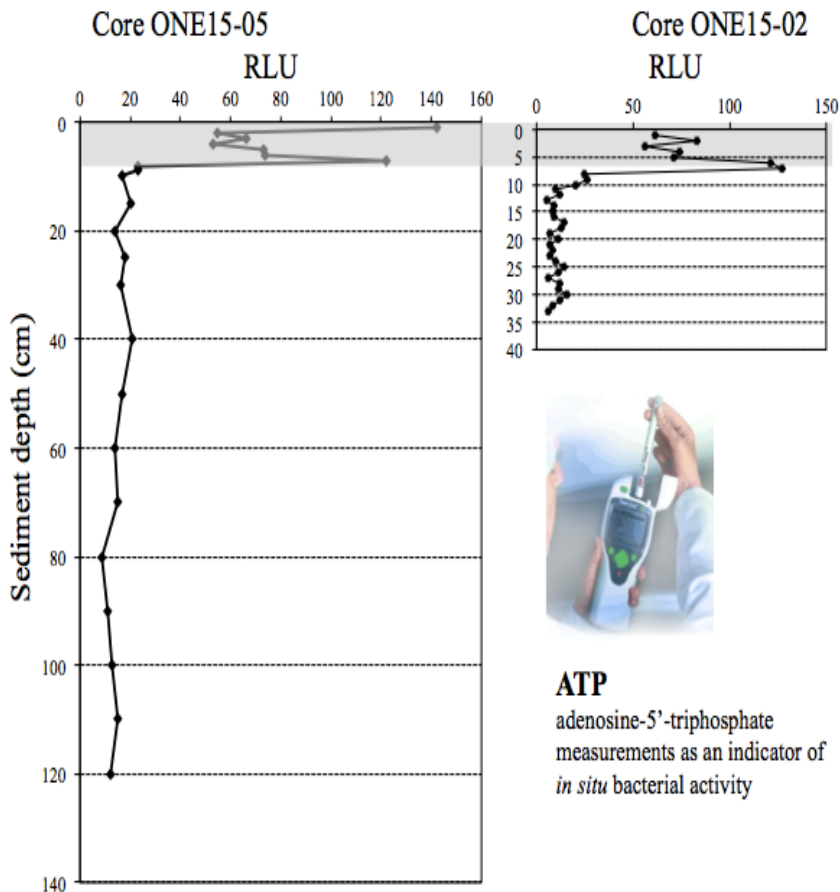 Core ONE15-05
RLU
0 20 40 60 80 100 120 140 160
0
20
40
60
80
100
120
140
Sediment depth (cm)
Core ONE15-02
RLU
0 50 100 150
0
5
10
15
20
25
30
35
40
ATP
adenosine-5’-triphosphate
measurements as an indicator of
in situ bacterial activity